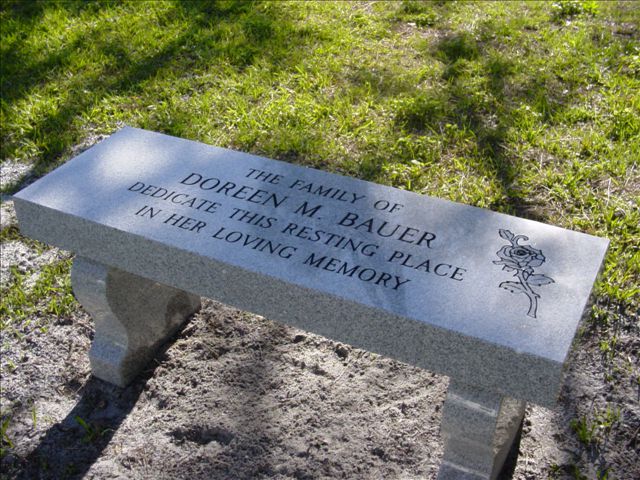 THE FAMILY OF
DOREEN M. BAUER
DEDICATE THIS RESTING PLACE
IN HER LOVING MEMORY